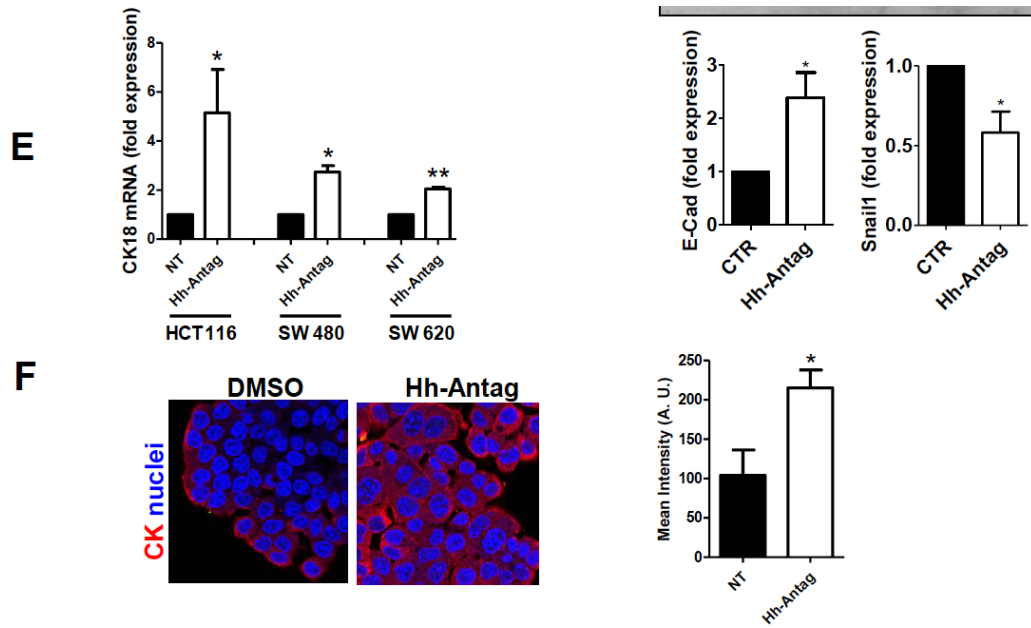 E
CK18 mRNA (fold expression)
8
6
4
2
0
*
*
**
NT
Hh-Antag
NT
Hh-Antag
NT
Hh-Antag
HCT116
SW 480
SW 620
E-Cad (fold expression)
3
2
1
0
*
CTR
Hh-Antag
Snail1 (fold expression)
1.0
0.5
0.0
*
CTR
Hh-Antag
F
DMSO
Hh-Antag
CK nuclei
Mean Intensity (A. U.)
250
200
150
100
50
0
*
NT
Hh-Antag